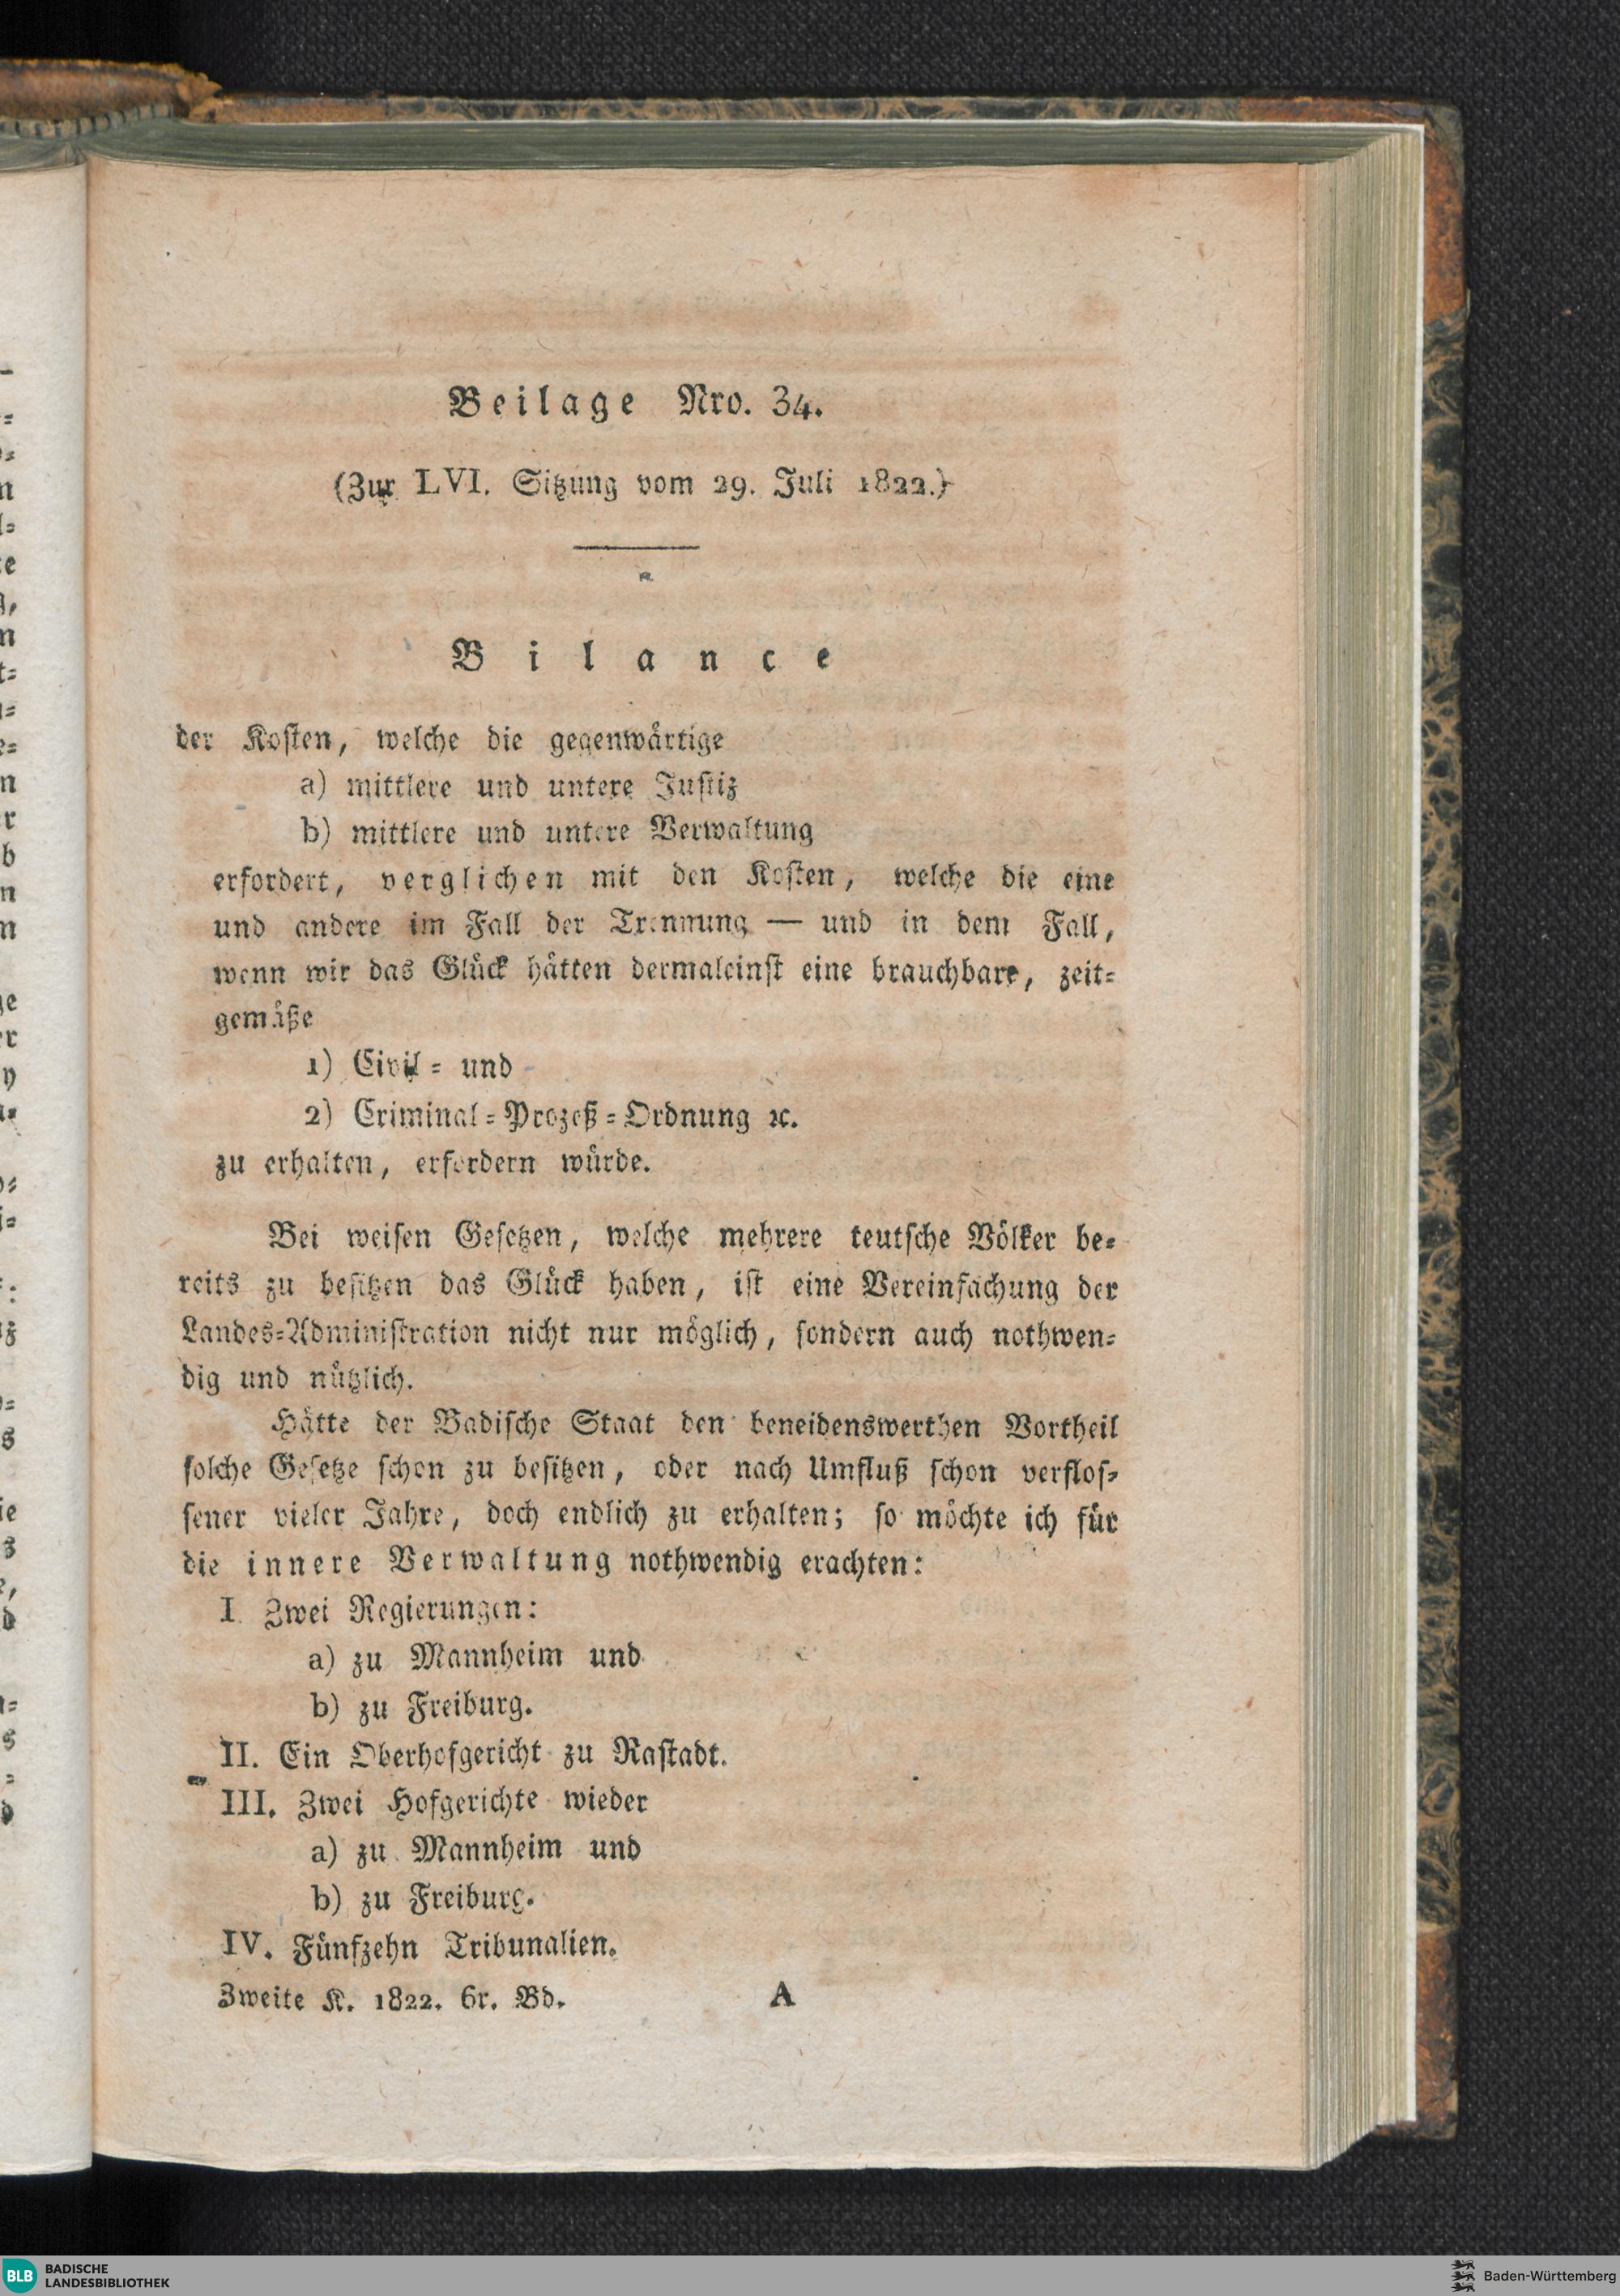 Beilage Nro. 34.
(Zur LVI. Sitzung vom 29. Juli 1822.)
Bilance
der Kosten, welche die gegenwärtige
a) mittlere und untere Justiz
b) mittlere und untere Verwaltung
erfordert, verglichen mit den Kosten, welche die eine
und andere im Fall der Trennung — und in dem Fall,
wenn wir das Glück hätten dermaleinst eine brauchbare, zeit-
gemäße
1) Civil- und
2) Criminal-Prozeß-Ordnung ꝛc.
zu erhalten, erfordern würde.
Bei weisen Gesetzen, welche mehrere teutsche Völker be-
reits zu besitzen das Glück haben, ist eine Vereinfachung der
Landes-Administration nicht nur möglich, sondern auch nothwen-
dig und nützlich.
Hätte der Badische Staat den beneidenswerthen Vortheil
solche Gesetze schon zu besitzen, oder nach Umfluß schon verflos-
sener vieler Jahre, doch endlich zu erhalten; so möchte ich für
die innere Verwaltung nothwendig erachten:
I. Zwei Regierungen:
a) zu Mannheim und
b) zu Freiburg.
II. Ein Oberhofgericht zu Rastadt.
III. Zwei Hofgerichte wieder
a) zu Mannheim und
b) zu Freiburg.
IV. Fünfzehn Tribunalien.
Zweite K. 1822. 6r. Bd. A
BLB BADISCHE
LANDESBIBLIOTHEK
Baden-Württemberg